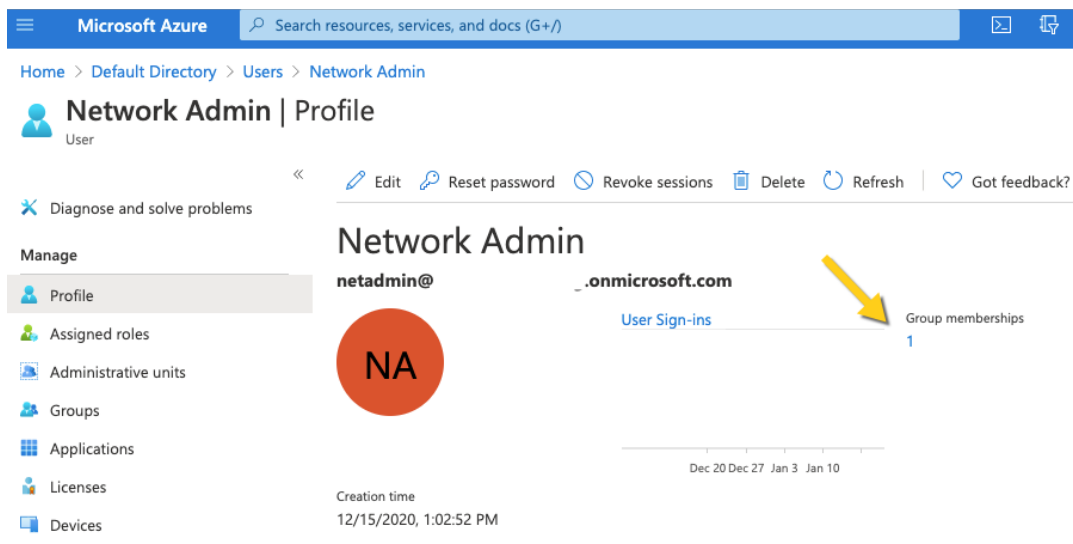 Microsoft Azure
Search resources, services, and docs (G+/)
Home > Default Directory > Users > Network Admin
Network Admin | Profile
User
«
Edit Reset password Revoke sessions Delete Refresh Got feedback?
Diagnose and solve problems
Manage
Profile
Assigned roles
Administrative units
Groups
Applications
Licenses
Devices
Network Admin
netadmin@ .onmicrosoft.com
NA
User Sign-ins
Group memberships
1
Dec 20 Dec 27 Jan 3 Jan 10
Creation time
12/15/2020, 1:02:52 PM